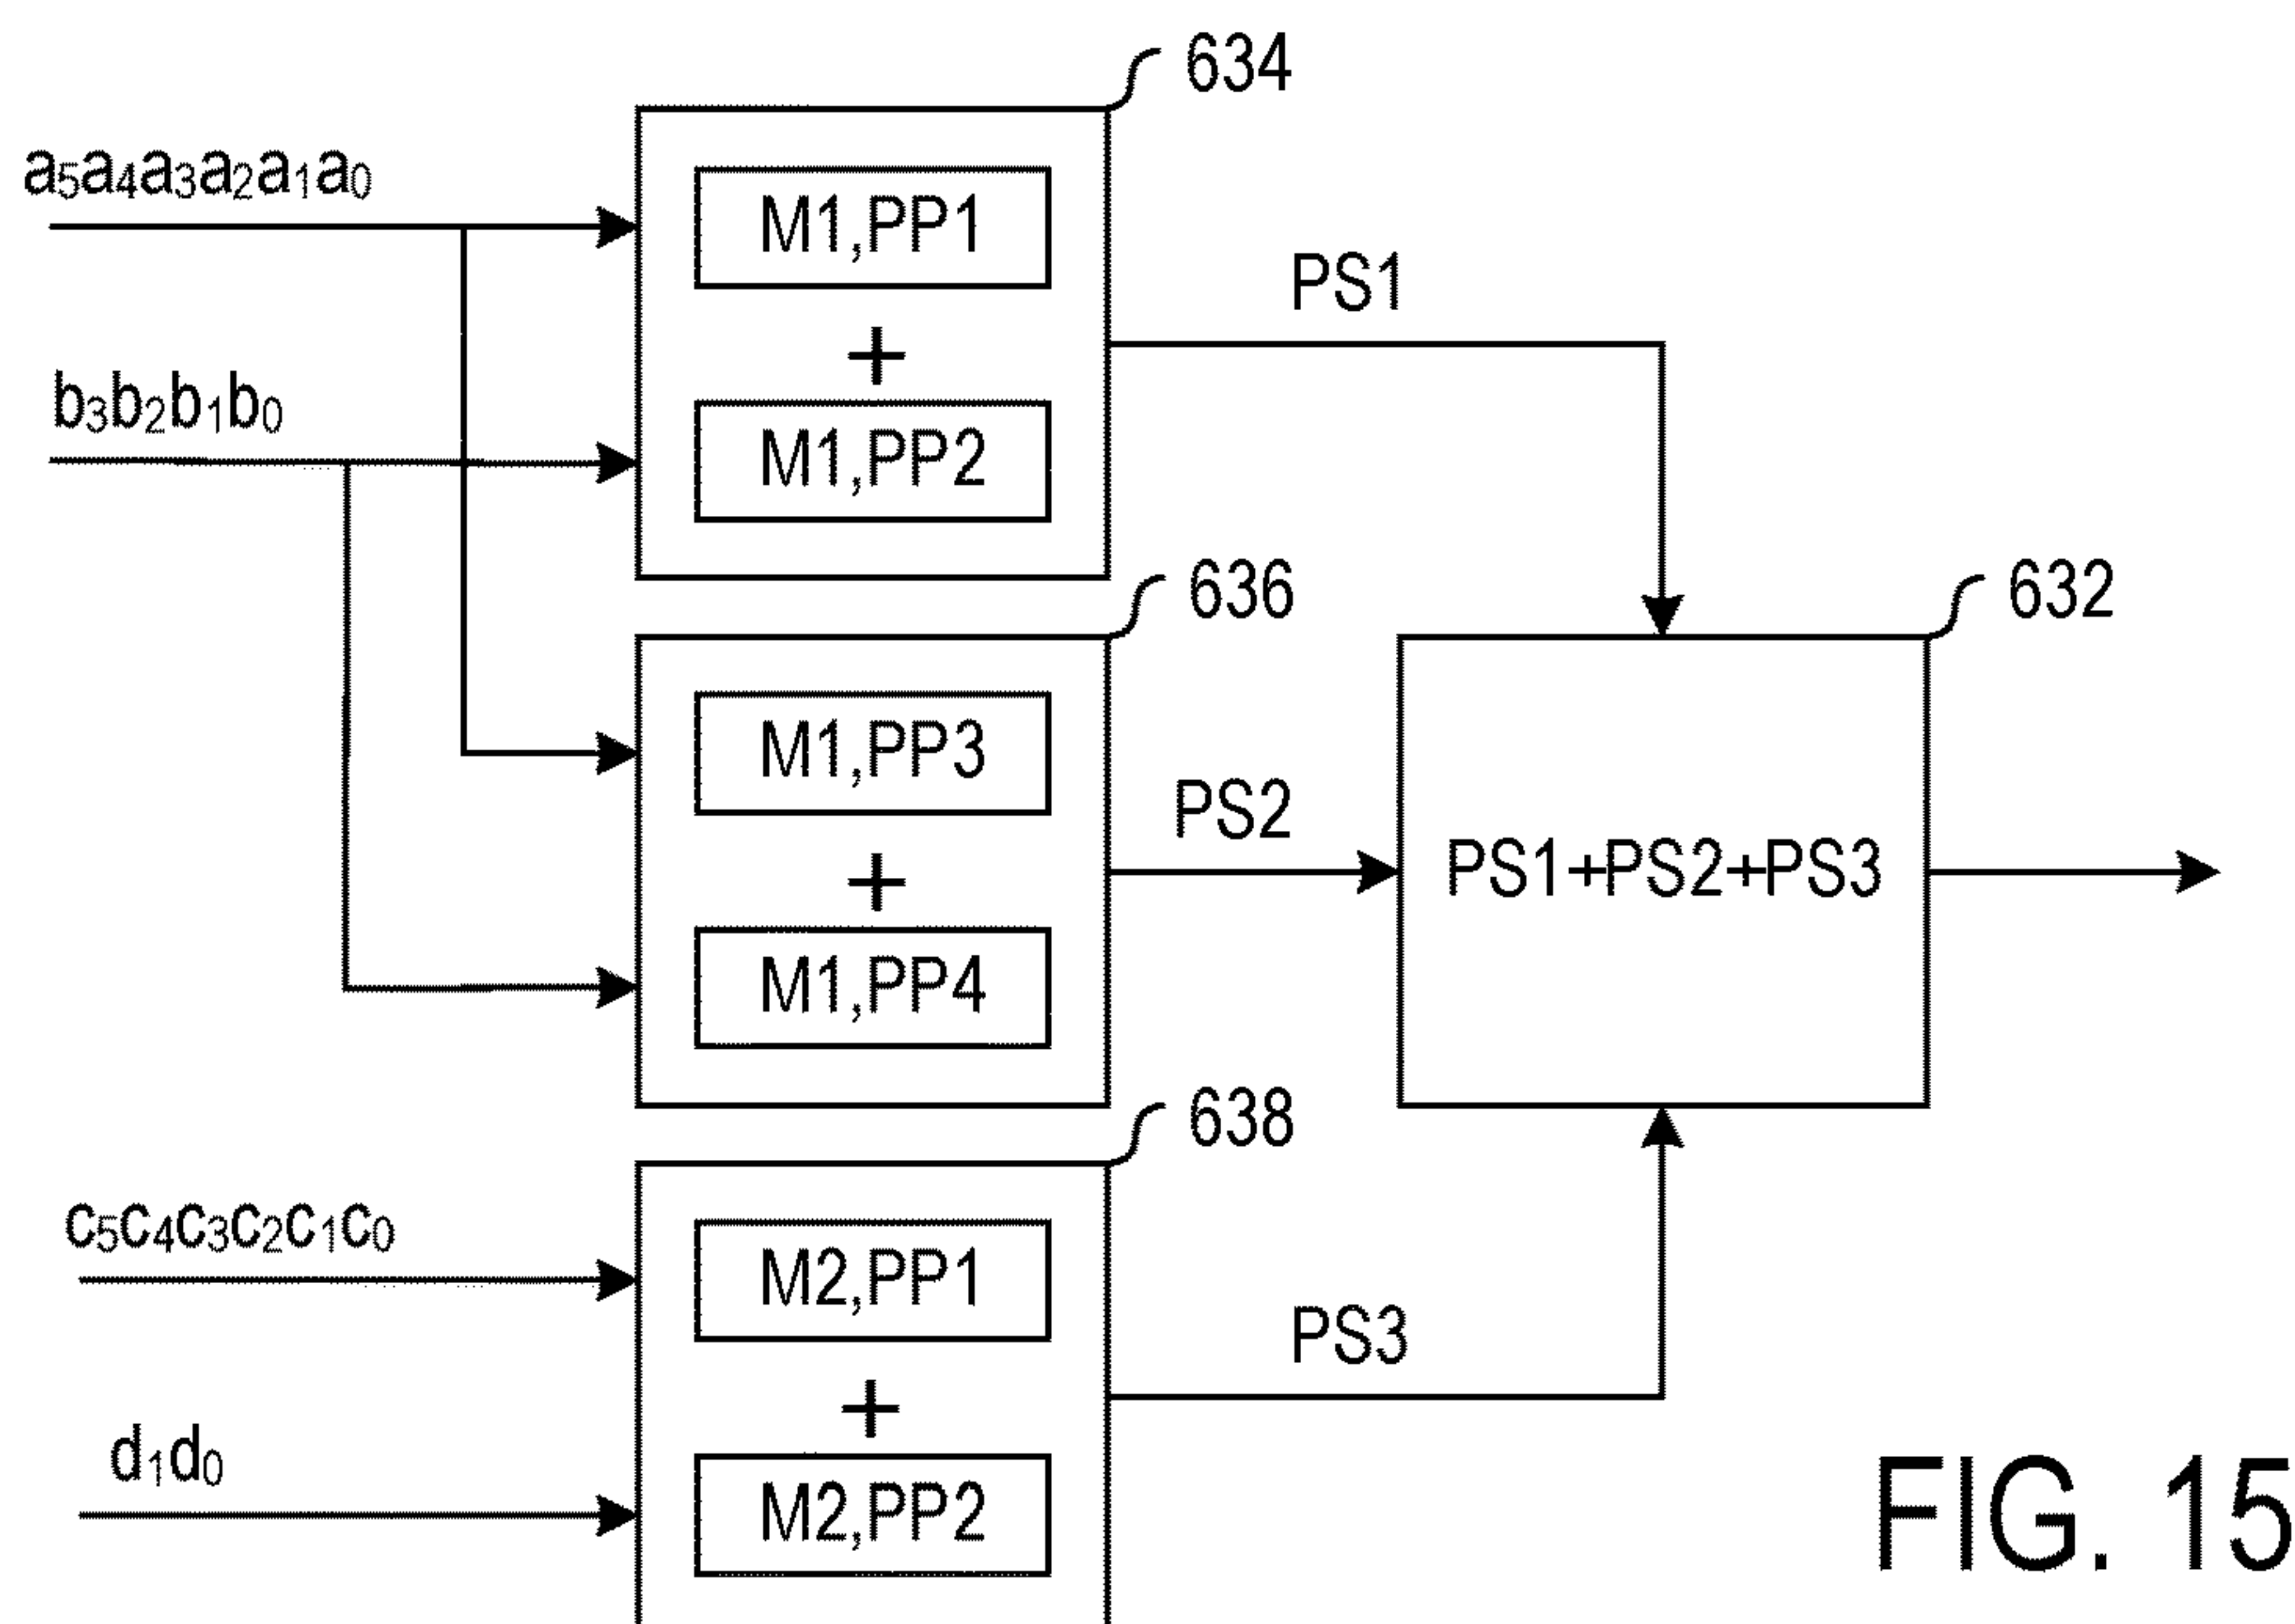 634
a₅a₄a₃a₂a₁a₀
M1,PP1
+
PS1
b₃b₂b₁b₀
M1,PP2
636
632
M1,PP3
+
PS2
PS1+PS2+PS3
M1,PP4
638
c₅c₄c₃c₂c₁c₀
M2,PP1
+
PS3
d₁d₀
M2,PP2
FIG. 15